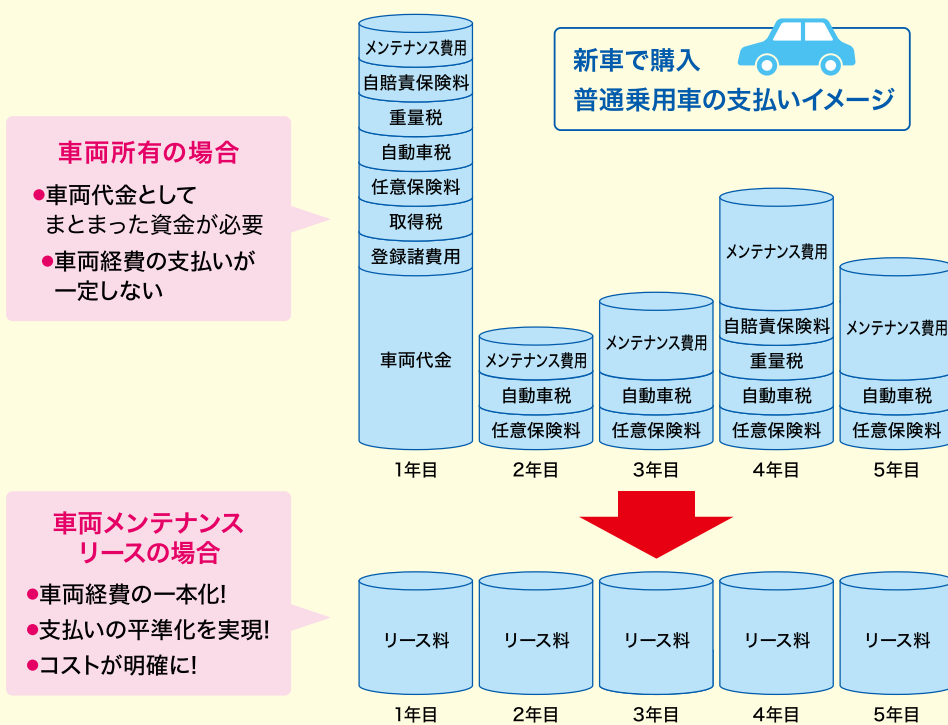 新車で購入
普通乗用車の支払いイメージ
車両所有の場合
●車両代金として
まとまった資金が必要
●車両経費の支払いが
一定しない
メンテナンス費用
自賠責保険料
重量税
自動車税
任意保険料
取得税
登録諸費用
車両代金
1年目
メンテナンス費用
自動車税
任意保険料
2年目
メンテナンス費用
自動車税
任意保険料
3年目
メンテナンス費用
自賠責保険料
重量税
自動車税
任意保険料
4年目
メンテナンス費用
自動車税
任意保険料
5年目
車両メンテナンス
リースの場合
●車両経費の一本化!
●支払いの平準化を実現!
●コストが明確に!
リース料
1年目
リース料
2年目
リース料
3年目
リース料
4年目
リース料
5年目